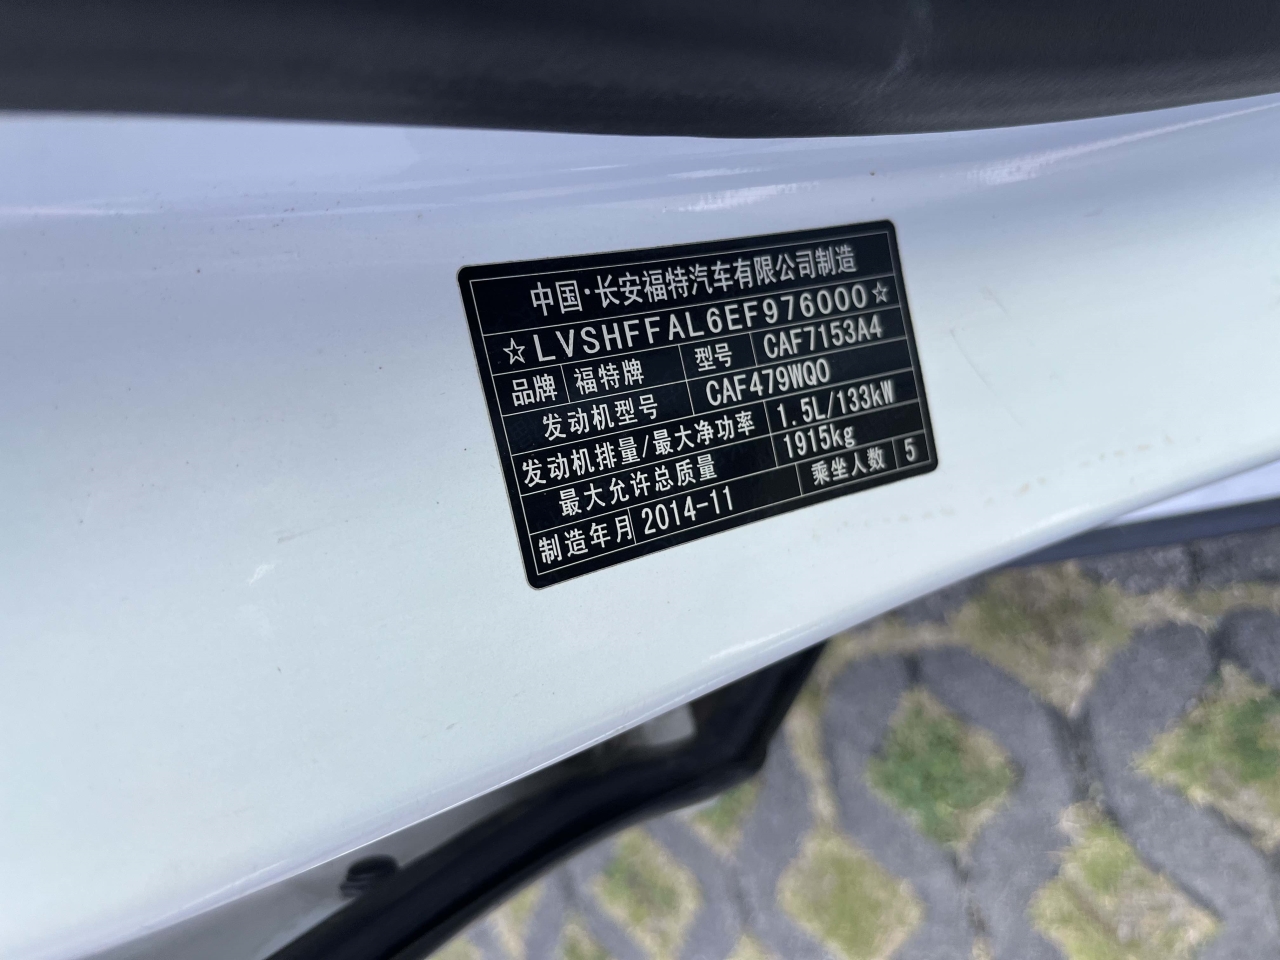 中国·长安福特汽车有限公司制造
☆LVSHFFAL6EF976000☆
品牌 福特牌 型号 CAF7153A4
发动机型号 CAF479WQ0
发动机排量/最大净功率 1.5L/133kW
最大允许总质量 1915kg
制造年月 2014-11 乘坐人数 5